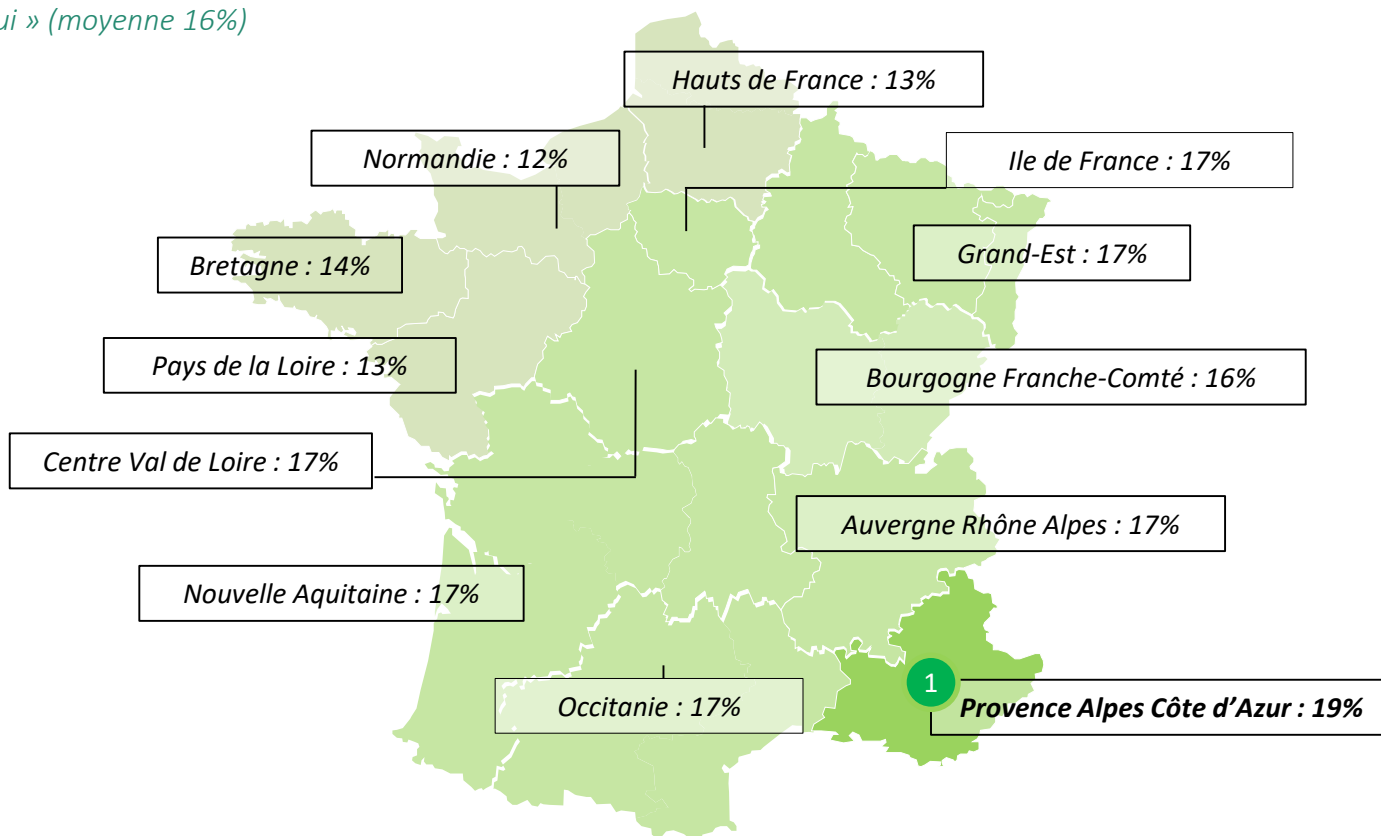 ui » (moyenne 16%)
Hauts de France : 13%
Normandie : 12%
Ile de France : 17%
Bretagne : 14%
Grand-Est : 17%
Pays de la Loire : 13%
Bourgogne Franche-Comté : 16%
Centre Val de Loire : 17%
Auvergne Rhône Alpes : 17%
Nouvelle Aquitaine : 17%
1
Occitanie : 17%
Provence Alpes Côte d’Azur : 19%